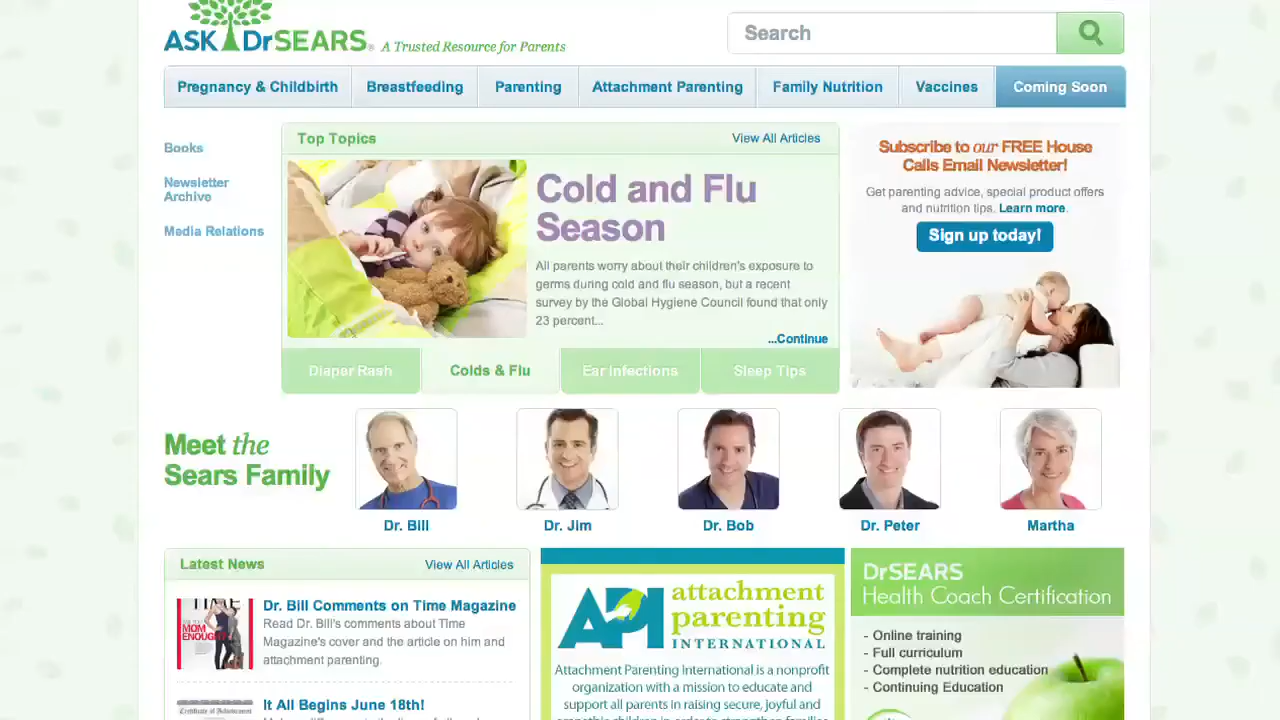 ASK DrSEARS® A Trusted Resource for Parents
Search
Pregnancy & Childbirth
Breastfeeding
Parenting
Attachment Parenting
Family Nutrition
Vaccines
Coming Soon
Books
Newsletter
Archive
Media Relations
Top Topics
View All Articles
Cold and Flu
Season
All parents worry about their children's exposure to
germs during cold and flu season, but a recent
survey by the Global Hygiene Council found that only
23 percent...
...Continue
Diaper Rash
Colds & Flu
Ear Infections
Sleep Tips
Subscribe to our FREE House
Calls Email Newsletter!
Get parenting advice, special product offers
and nutrition tips. Learn more.
Sign up today!
Meet the
Sears Family
Dr. Bill
Dr. Jim
Dr. Bob
Dr. Peter
Martha
Latest News
View All Articles
TIME
MOM
ENOUGH
Dr. Bill Comments on Time Magazine
Read Dr. Bill's comments about Time
Magazine's cover and the article on him and
attachment parenting.
Certificate of Achievement
It All Begins June 18th!
API
attachment
parenting
INTERNATIONAL
Attachment Parenting International is a nonprofit
organization with a mission to educate and
support all parents in raising secure, joyful and
DrSEARS
Health Coach Certification
- Online training
- Full curriculum
- Complete nutrition education
- Continuing Education